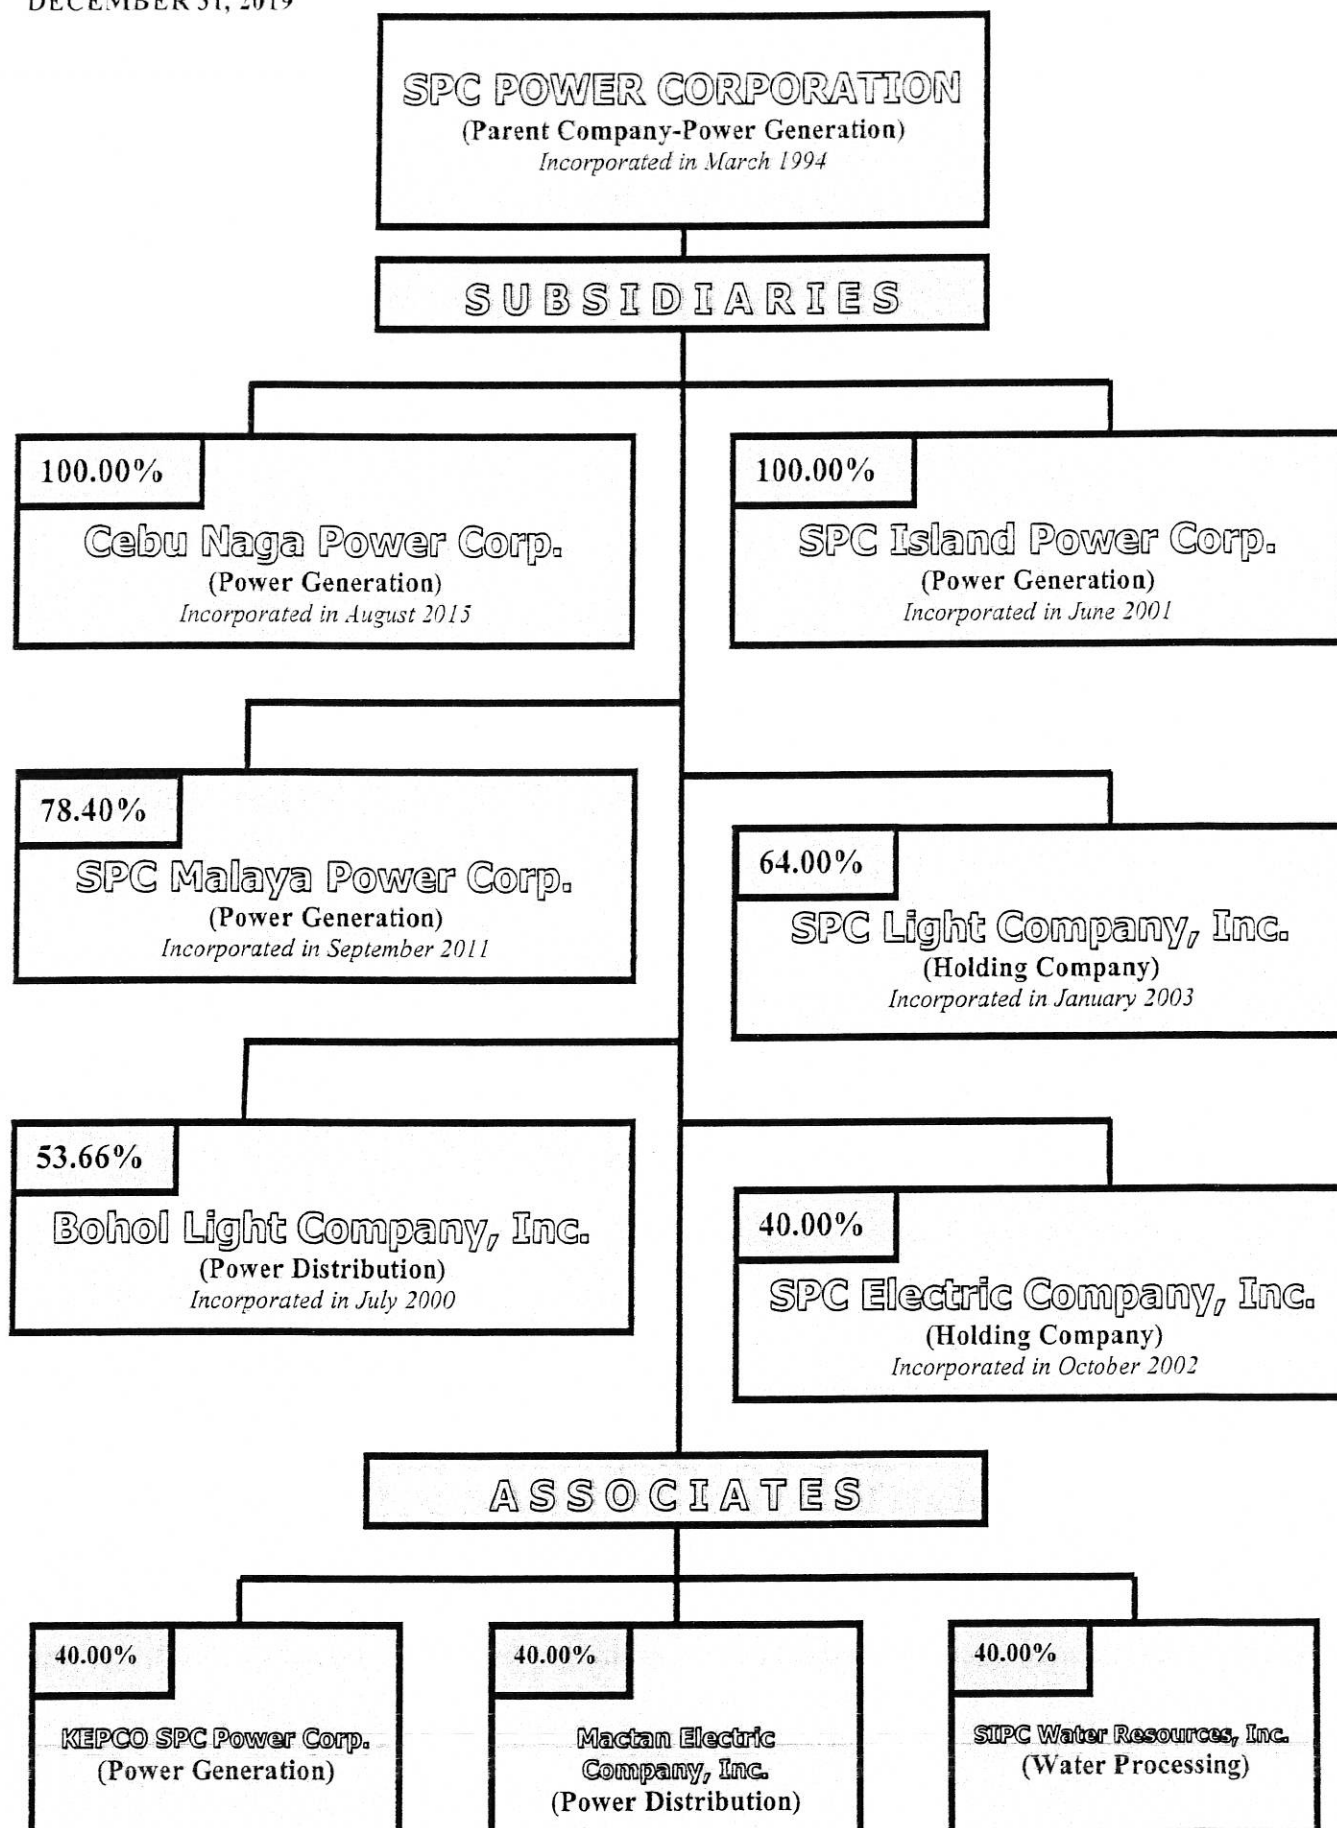 DECEMBER 31, 2019
SPC POWER CORPORATION
(Parent Company-Power Generation)
Incorporated in March 1994
SUBSIDIARIES
100.00%
Cebu Naga Power Corp.
(Power Generation)
Incorporated in August 2015
100.00%
SPC Island Power Corp.
(Power Generation)
Incorporated in June 2001
78.40%
SPC Malaya Power Corp.
(Power Generation)
Incorporated in September 2011
64.00%
SPC Light Company, Inc.
(Holding Company)
Incorporated in January 2003
53.66%
Bohol Light Company, Inc.
(Power Distribution)
Incorporated in July 2000
40.00%
SPC Electric Company, Inc.
(Holding Company)
Incorporated in October 2002
ASSOCIATES
40.00%
KEPCO SPC Power Corp.
(Power Generation)
40.00%
Mactan Electric
Company, Inc.
(Power Distribution)
40.00%
SIPC Water Resources, Inc.
(Water Processing)